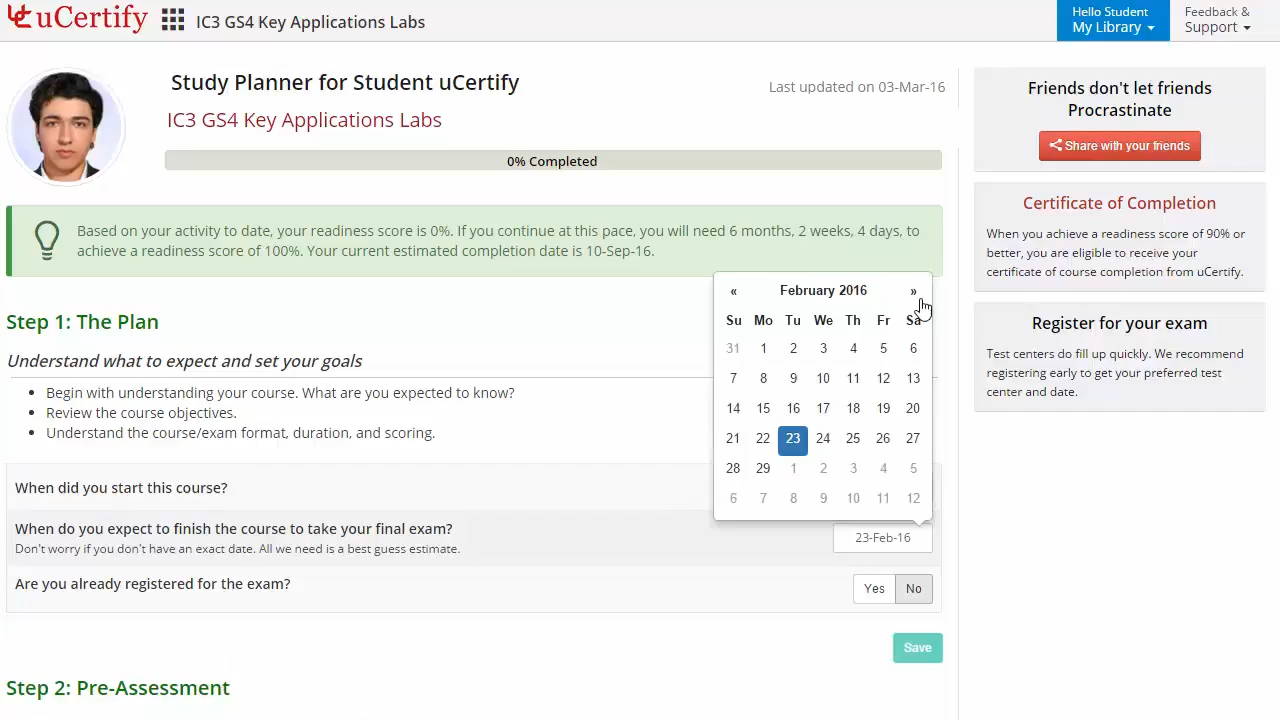 uCertify IC3 GS4 Key Applications Labs
Hello Student
My Library
Feedback &
Support
Study Planner for Student uCertify
Last updated on 03-Mar-16
IC3 GS4 Key Applications Labs
0% Completed
Based on your activity to date, your readiness score is 0%. If you continue at this pace, you will need 6 months, 2 weeks, 4 days, to
achieve a readiness score of 100%. Your current estimated completion date is 10-Sep-16.
Step 1: The Plan
Understand what to expect and set your goals
• Begin with understanding your course. What are you expected to know?
• Review the course objectives.
• Understand the course/exam format, duration, and scoring.
« February 2016 »
Su Mo Tu We Th Fr Sa
31 1 2 3 4 5 6
7 8 9 10 11 12 13
14 15 16 17 18 19 20
21 22 23 24 25 26 27
28 29 1 2 3 4 5
6 7 8 9 10 11 12
When did you start this course?
When do you expect to finish the course to take your final exam?
Don't worry if you don't have an exact date. All we need is a best guess estimate.
23-Feb-16
Are you already registered for the exam?
Yes No
Save
Step 2: Pre-Assessment
Friends don't let friends
Procrastinate
Share with your friends
Certificate of Completion
When you achieve a readiness score of 90% or
better, you are eligible to receive your
certificate of course completion from uCertify.
Register for your exam
Test centers do fill up quickly. We recommend
registering early to get your preferred test
center and date.